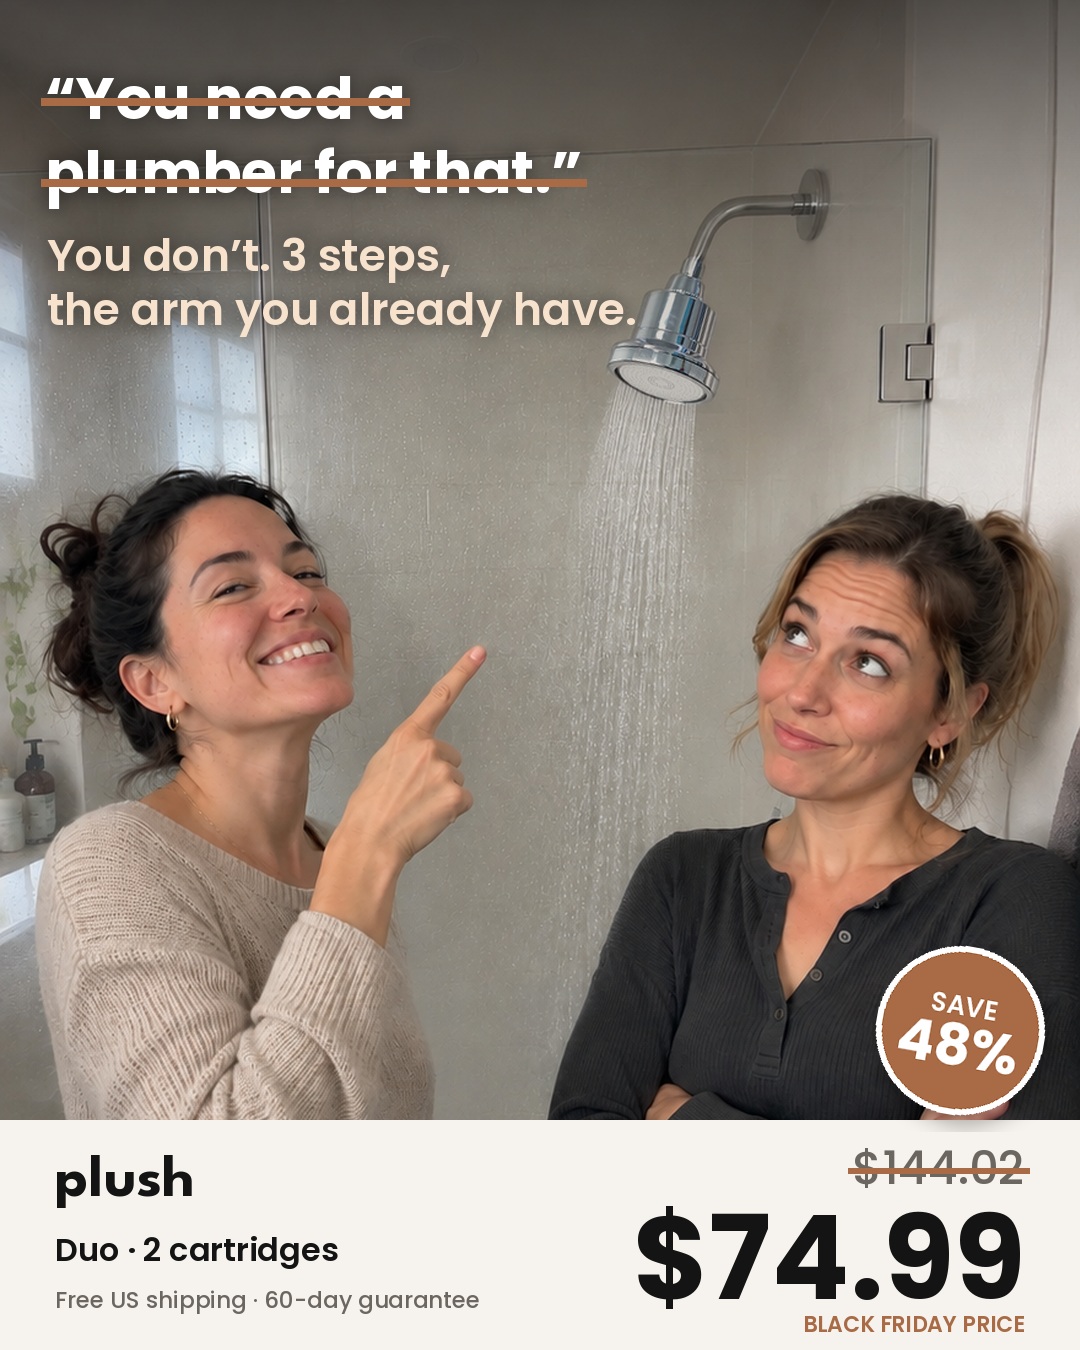 “You need a
plumber for that.”
You don’t. 3 steps,
the arm you already have.
SAVE
48%
plush
Duo · 2 cartridges
Free US shipping · 60-day guarantee
$144.02
$74.99
BLACK FRIDAY PRICE